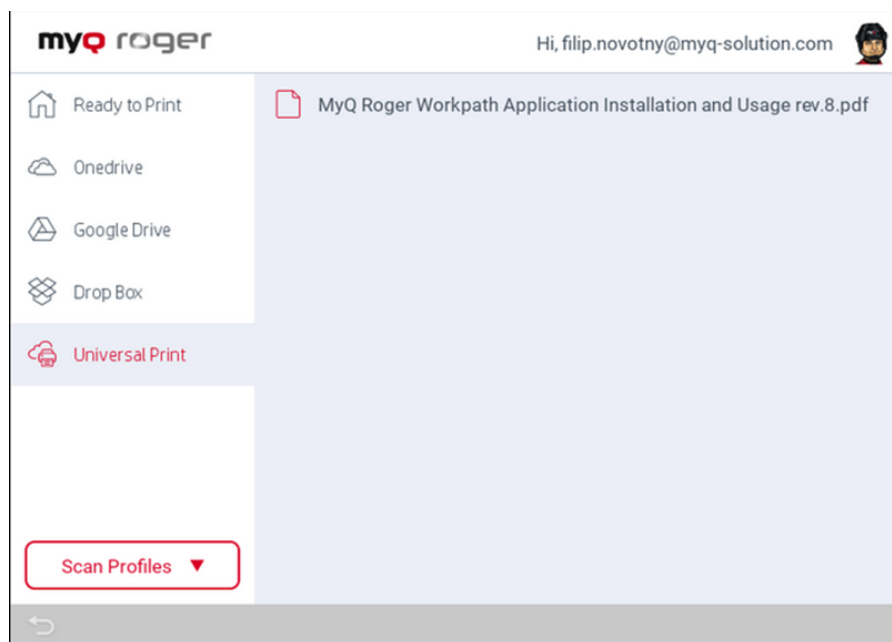 myQ roger
Hi, filip.novotny@myq-solution.com
Ready to Print
MyQ Roger Workpath Application Installation and Usage rev.8.pdf
Onedrive
Google Drive
Drop Box
Universal Print
Scan Profiles ▼